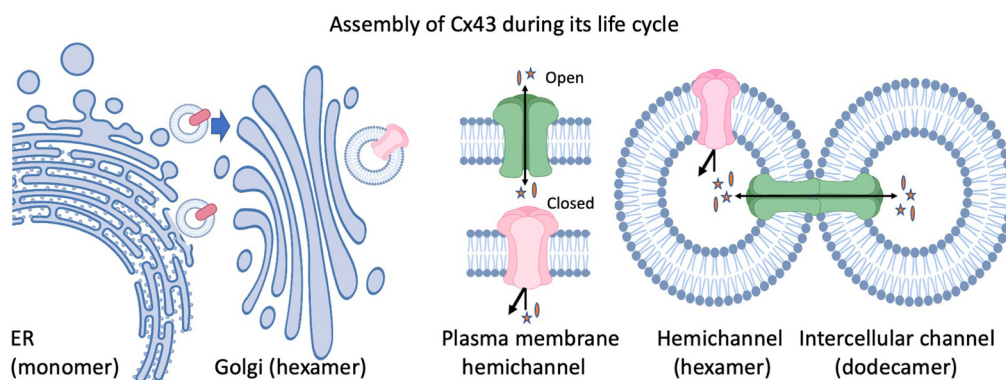 Assembly of Cx43 during its life cycle
Open
Closed
ER
(monomer)
Golgi (hexamer)
Plasma membrane
hemichannel
Hemichannel
(hexamer)
Intercellular channel
(dodecamer)